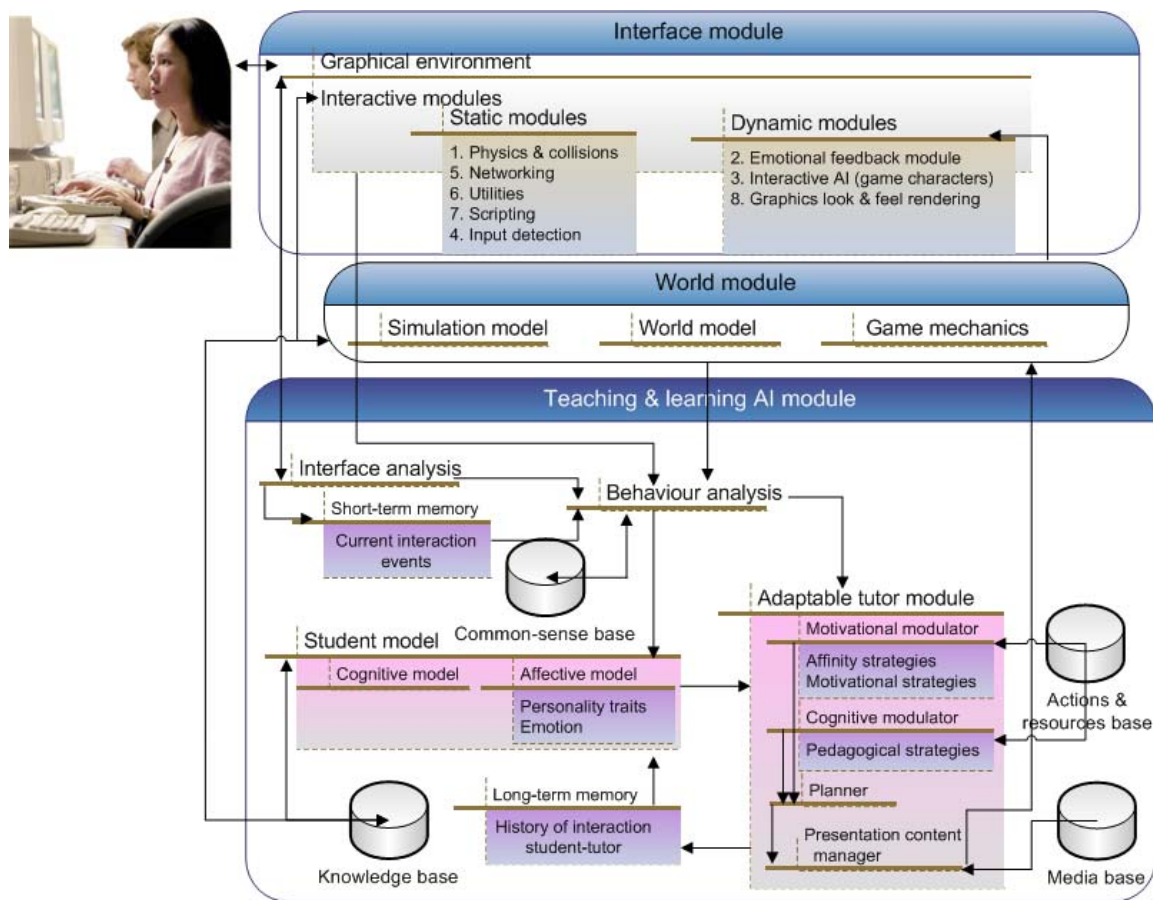 Interface module
Graphical environment
Interactive modules
Static modules
1. Physics & collisions
5. Networking
6. Utilities
7. Scripting
4. Input detection
Dynamic modules
2. Emotional feedback module
3. Interactive AI (game characters)
8. Graphics look & feel rendering
World module
Simulation model
World model
Game mechanics
Teaching & learning AI module
Interface analysis
Short-term memory
Current interaction
events
Behaviour analysis
Common-sense base
Student model
Cognitive model
Affective model
Personality traits
Emotion
Long-term memory
History of interaction
student-tutor
Knowledge base
Adaptable tutor module
Motivational modulator
Affinity strategies
Motivational strategies
Cognitive modulator
Pedagogical strategies
Planner
Presentation content
manager
Actions &
resources base
Media base